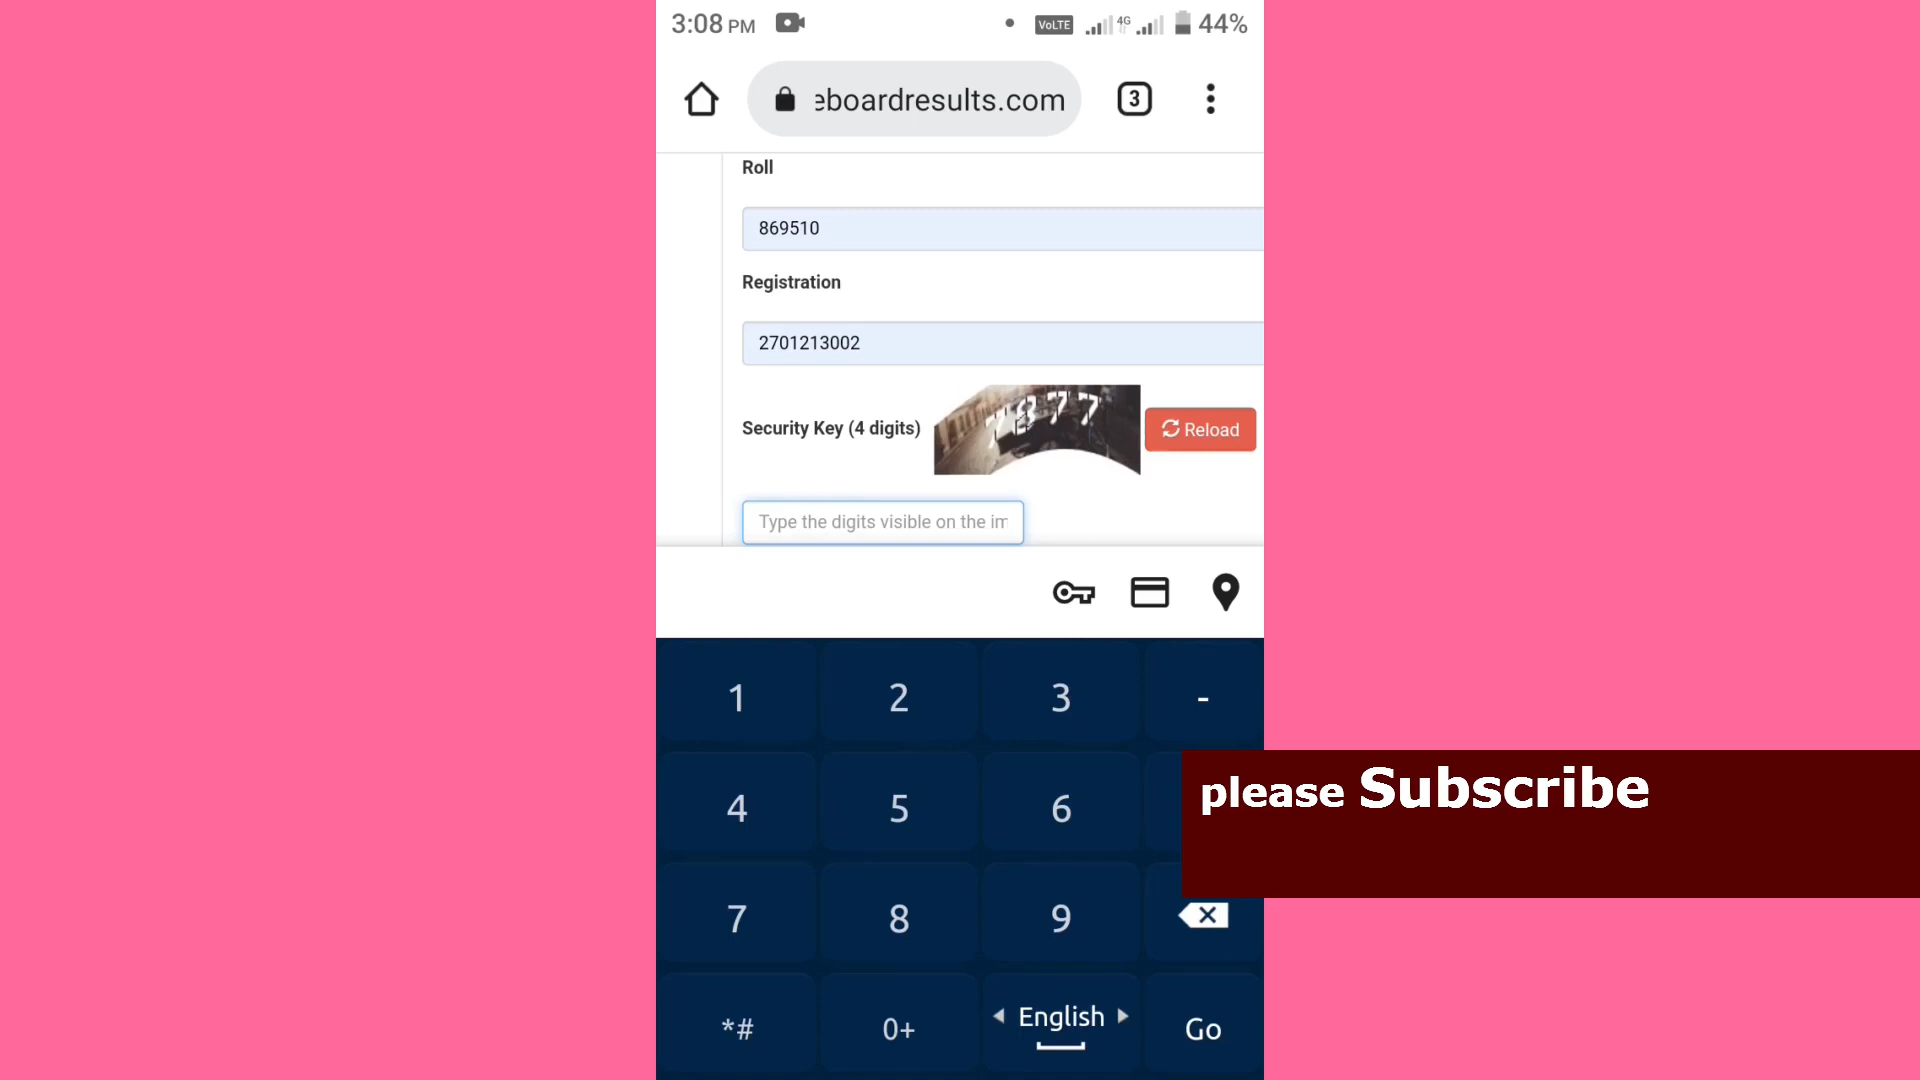 3:08 PM
VoLTE 4G 44%
eboardresults.com
3
Roll
869510
Registration
2701213002
Security Key (4 digits)
Reload
Type the digits visible on the im
1 2 3 -
4 5 6
please Subscribe
7 8 9
*# 0+ English Go